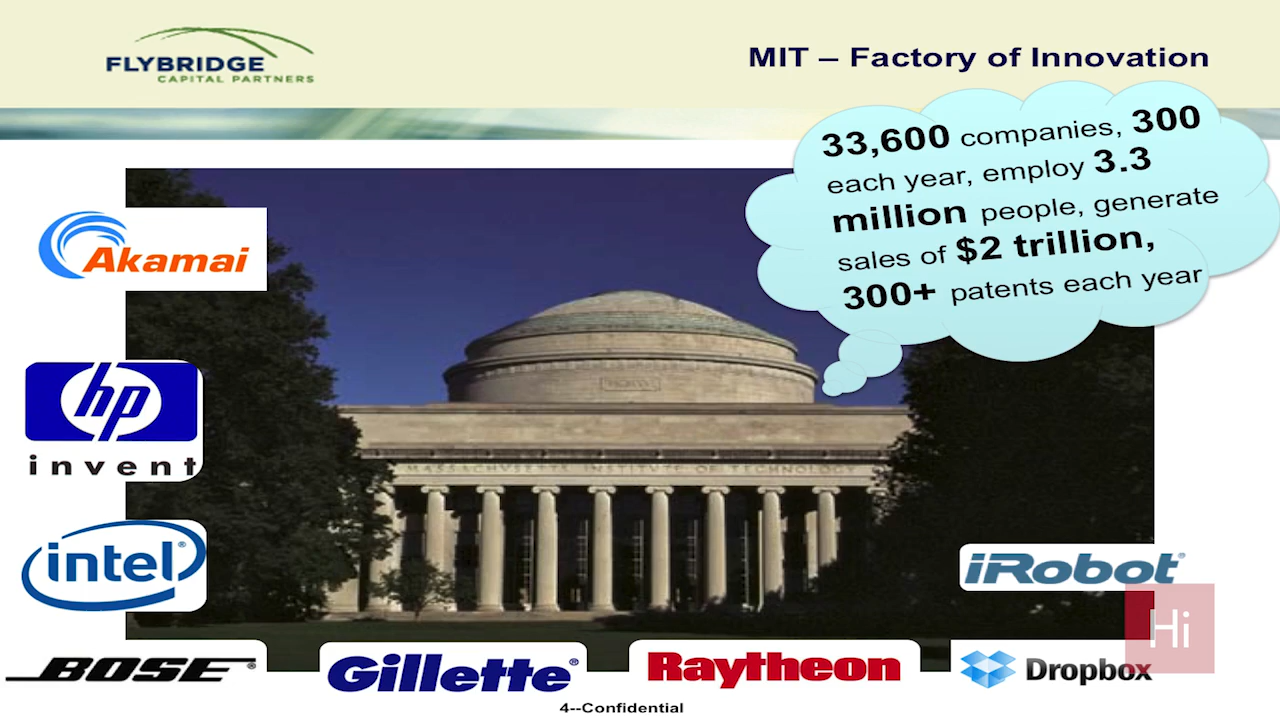 FLYBRIDGE
CAPITAL PARTNERS
MIT – Factory of Innovation
33,600 companies, 300
each year, employ 3.3
million people, generate
sales of $2 trillion,
300+ patents each year
Akamai
hp
invent
MASSACHVSETTS INSTITVTE OF TECHNOLOGY
intel®
iRobot®
Hi
BOSE®
Gillette®
Raytheon
Dropbox
4--Confidential